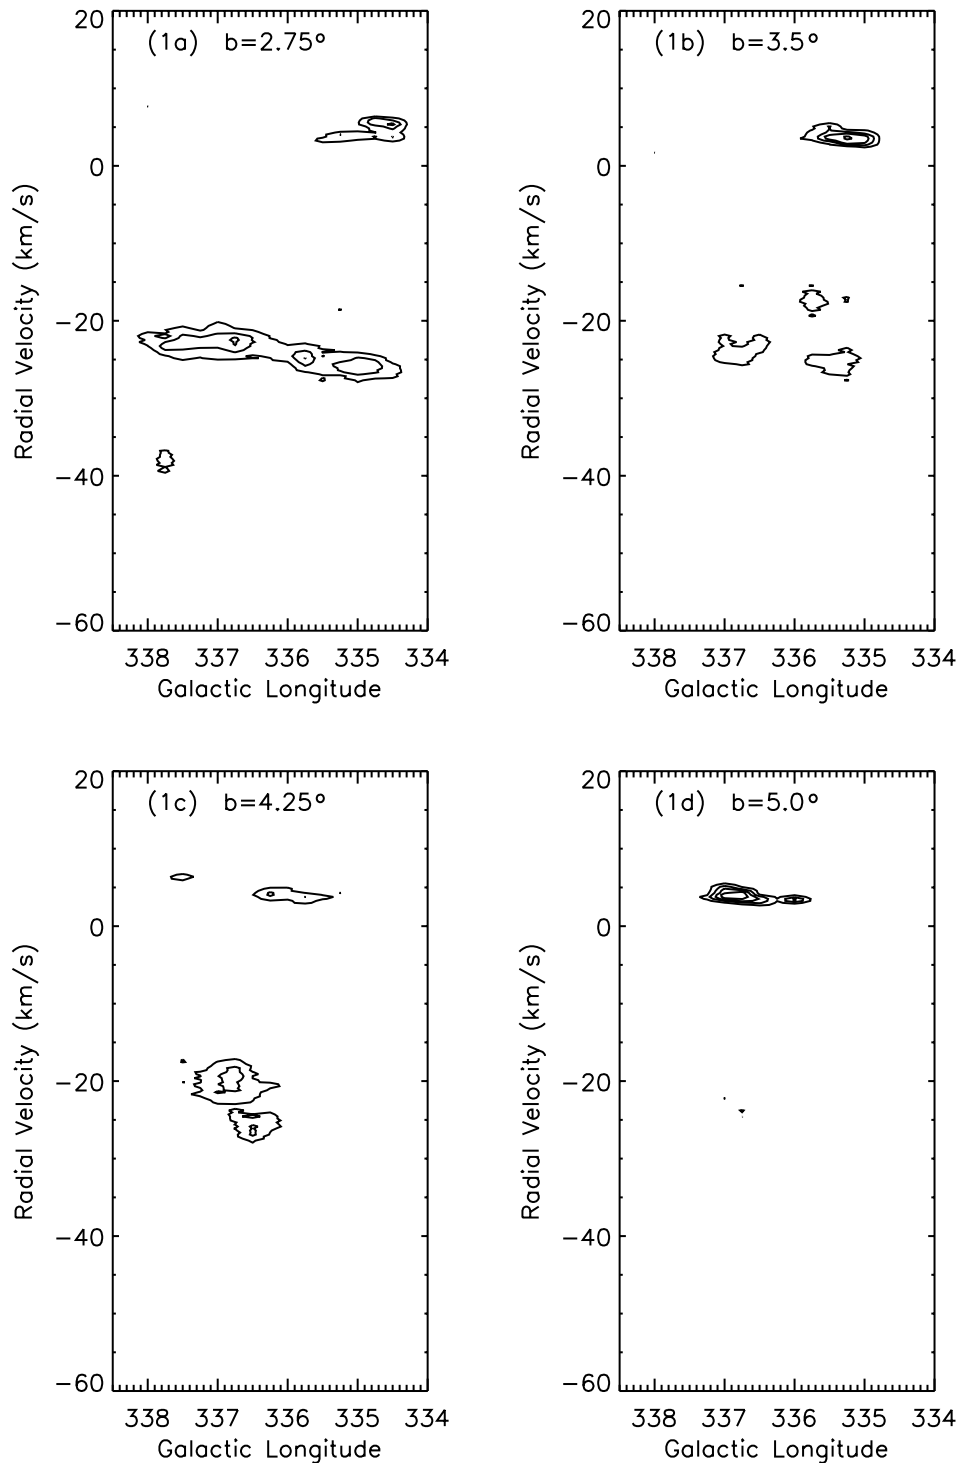 (1a) b=2.75°
20
0
−20
−40
−60
Radial Velocity (km/s)
338 337 336 335 334
Galactic Longitude
(1b) b=3.5°
20
0
−20
−40
−60
Radial Velocity (km/s)
338 337 336 335 334
Galactic Longitude
(1c) b=4.25°
20
0
−20
−40
−60
Radial Velocity (km/s)
338 337 336 335 334
Galactic Longitude
(1d) b=5.0°
20
0
−20
−40
−60
Radial Velocity (km/s)
338 337 336 335 334
Galactic Longitude